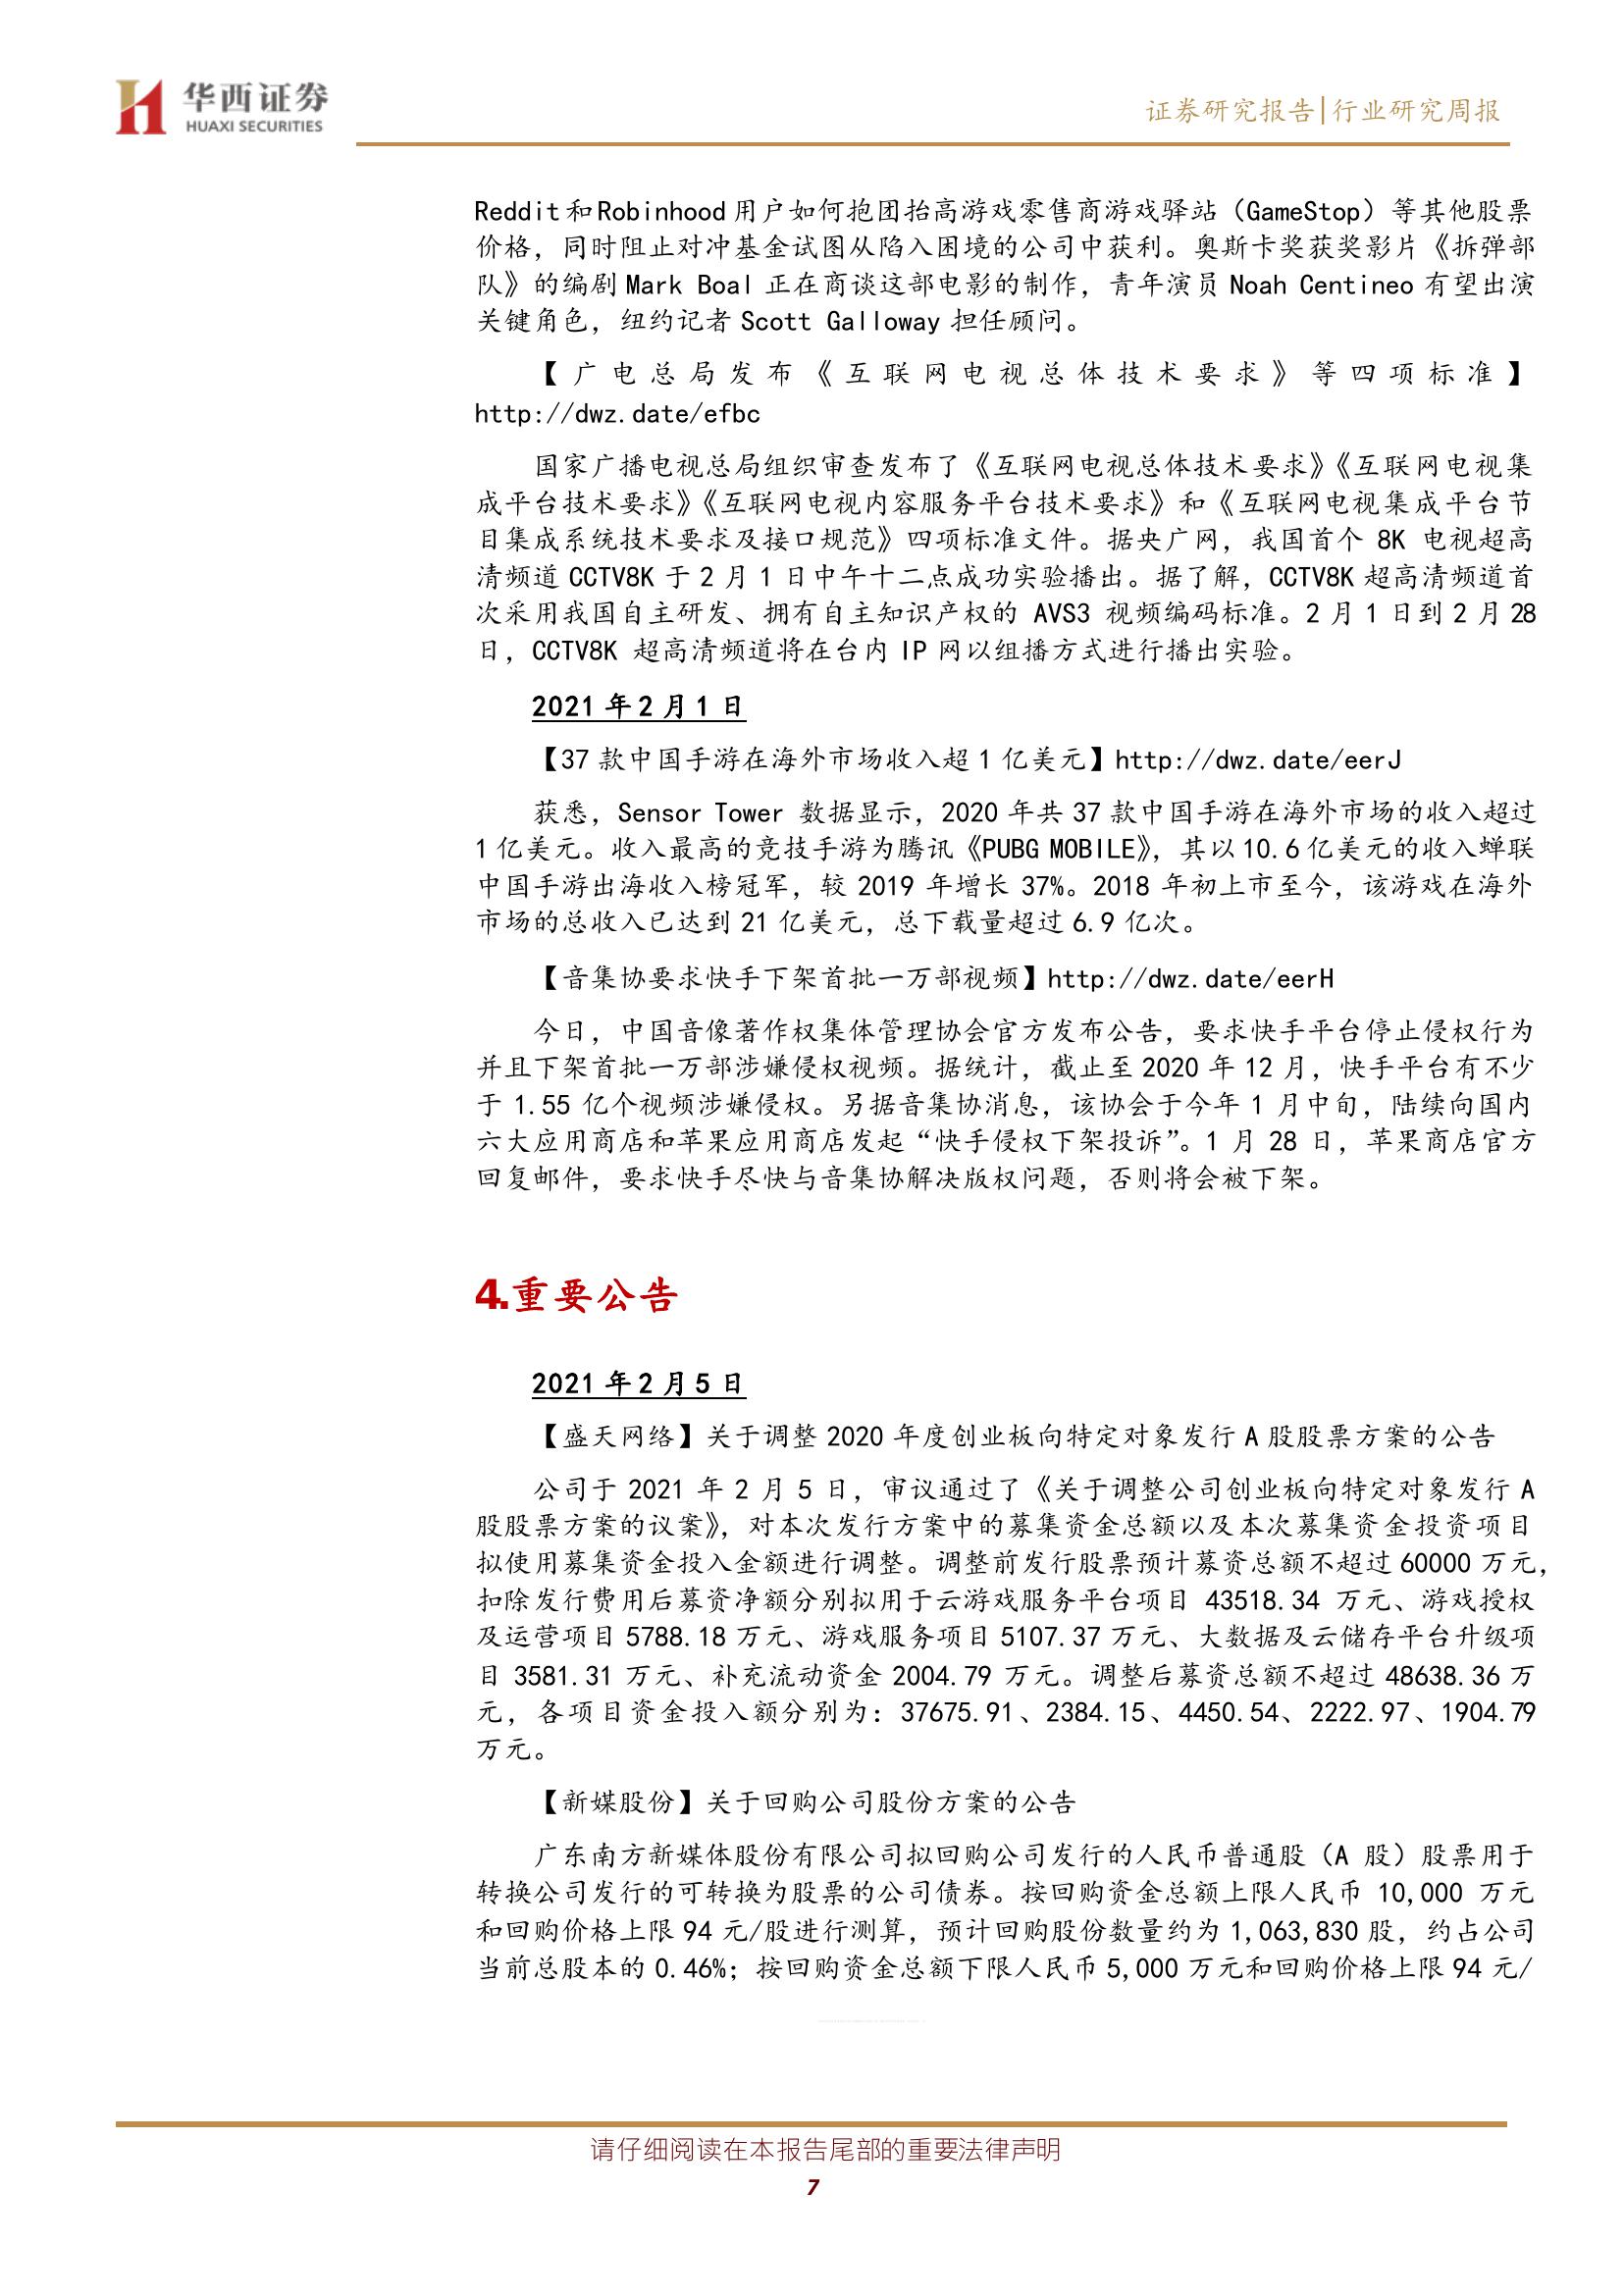 华西证券
HUAXI SECURITIES
证券研究报告|行业研究周报
Reddit和Robinhood用户如何抱团抬高游戏零售商游戏驿站（GameStop）等其他股票
价格，同时阻止对冲基金试图从陷入困境的公司中获利。奥斯卡奖获奖影片《拆弹部
队》的编剧Mark Boal正在商谈这部电影的制作，青年演员Noah Centineo有望出演
关键角色，纽约记者Scott Galloway担任顾问。
【广电总局发布《互联网电视总体技术要求》等四项标准】
http://dwz.date/efbc
国家广播电视总局组织审查发布了《互联网电视总体技术要求》《互联网电视集
成平台技术要求》《互联网电视内容服务平台技术要求》和《互联网电视集成平台节
目集成系统技术要求及接口规范》四项标准文件。据央广网，我国首个 8K 电视超高
清频道 CCTV8K 于 2 月 1 日中午十二点成功实验播出。据了解，CCTV8K 超高清频道首
次采用我国自主研发、拥有自主知识产权的 AVS3 视频编码标准。2 月 1 日到 2 月 28
日，CCTV8K 超高清频道将在台内 IP 网以组播方式进行播出实验。
2021 年 2 月 1 日
【37 款中国手游在海外市场收入超 1 亿美元】http://dwz.date/eerJ
获悉，Sensor Tower 数据显示，2020 年共 37 款中国手游在海外市场的收入超过
1 亿美元。收入最高的竞技手游为腾讯《PUBG MOBILE》，其以 10.6 亿美元的收入蝉联
中国手游出海收入榜冠军，较 2019 年增长 37%。2018 年初上市至今，该游戏在海外
市场的总收入已达到 21 亿美元，总下载量超过 6.9 亿次。
【音集协要求快手下架首批一万部视频】http://dwz.date/eerH
今日，中国音像著作权集体管理协会官方发布公告，要求快手平台停止侵权行为
并且下架首批一万部涉嫌侵权视频。据统计，截止至 2020 年 12 月，快手平台有不少
于 1.55 亿个视频涉嫌侵权。另据音集协消息，该协会于今年 1 月中旬，陆续向国内
六大应用商店和苹果应用商店发起“快手侵权下架投诉”。1 月 28 日，苹果商店官方
回复邮件，要求快手尽快与音集协解决版权问题，否则将会被下架。
4.重要公告
2021 年 2 月 5 日
【盛天网络】关于调整 2020 年度创业板向特定对象发行 A 股股票方案的公告
公司于 2021 年 2 月 5 日，审议通过了《关于调整公司创业板向特定对象发行 A
股股票方案的议案》，对本次发行方案中的募集资金总额以及本次募集资金投资项目
拟使用募集资金投入金额进行调整。调整前发行股票预计募资总额不超过 60000 万元，
扣除发行费用后募资净额分别拟用于云游戏服务平台项目 43518.34 万元、游戏授权
及运营项目 5788.18 万元、游戏服务项目 5107.37 万元、大数据及云储存平台升级项
目 3581.31 万元、补充流动资金 2004.79 万元。调整后募资总额不超过 48638.36 万
元，各项目资金投入额分别为：37675.91、2384.15、4450.54、2222.97、1904.79
万元。
【新媒股份】关于回购公司股份方案的公告
广东南方新媒体股份有限公司拟回购公司发行的人民币普通股（A 股）股票用于
转换公司发行的可转换为股票的公司债券。按回购资金总额上限人民币 10,000 万元
和回购价格上限 94 元/股进行测算，预计回购股份数量约为 1,063,830 股，约占公司
当前总股本的 0.46%；按回购资金总额下限人民币 5,000 万元和回购价格上限 94 元/
请仔细阅读在本报告尾部的重要法律声明
7